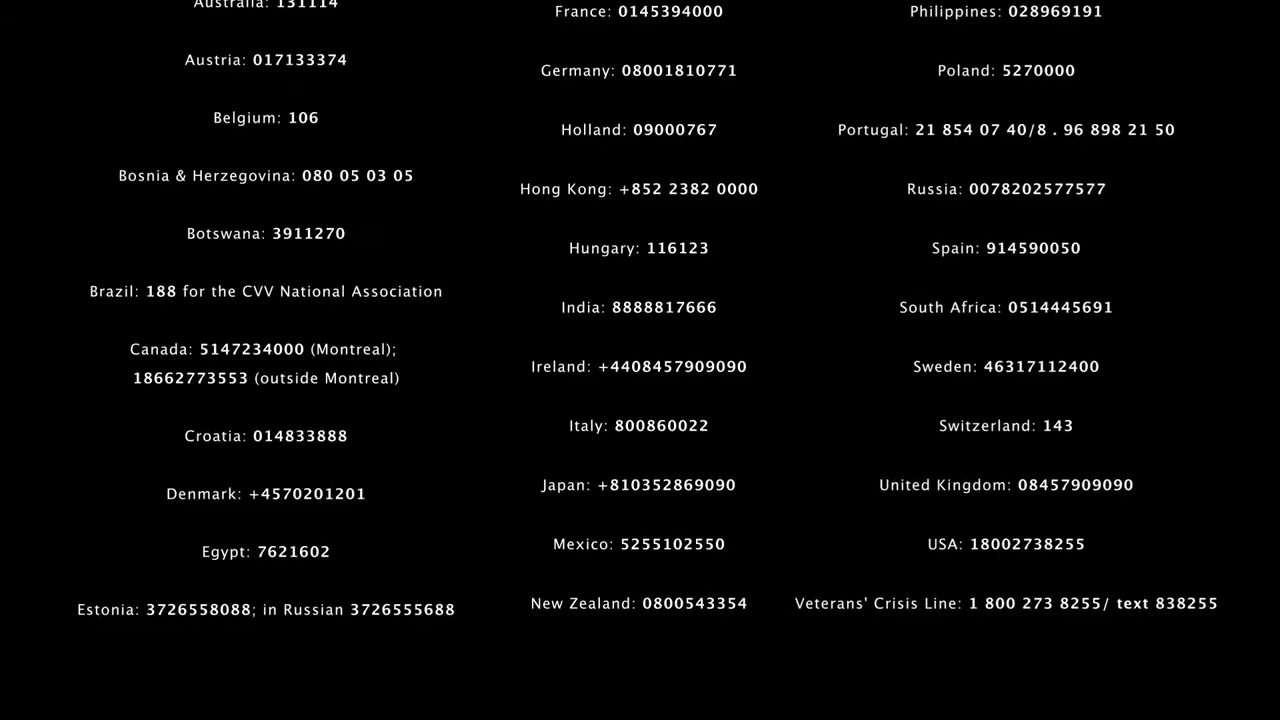 Australia: 131114
Austria: 017133374
Belgium: 106
Bosnia & Herzegovina: 080 05 03 05
Botswana: 3911270
Brazil: 188 for the CVV National Association
Canada: 5147234000 (Montreal);
18662773553 (outside Montreal)
Croatia: 014833888
Denmark: +4570201201
Egypt: 7621602
Estonia: 3726558088; in Russian 3726555688
France: 0145394000
Germany: 08001810771
Holland: 09000767
Hong Kong: +852 2382 0000
Hungary: 116123
India: 8888817666
Ireland: +4408457909090
Italy: 800860022
Japan: +810352869090
Mexico: 5255102550
New Zealand: 0800543354
Philippines: 028969191
Poland: 5270000
Portugal: 21 854 07 40/8 . 96 898 21 50
Russia: 0078202577577
Spain: 914590050
South Africa: 0514445691
Sweden: 46317112400
Switzerland: 143
United Kingdom: 08457909090
USA: 18002738255
Veterans' Crisis Line: 1 800 273 8255/ text 838255